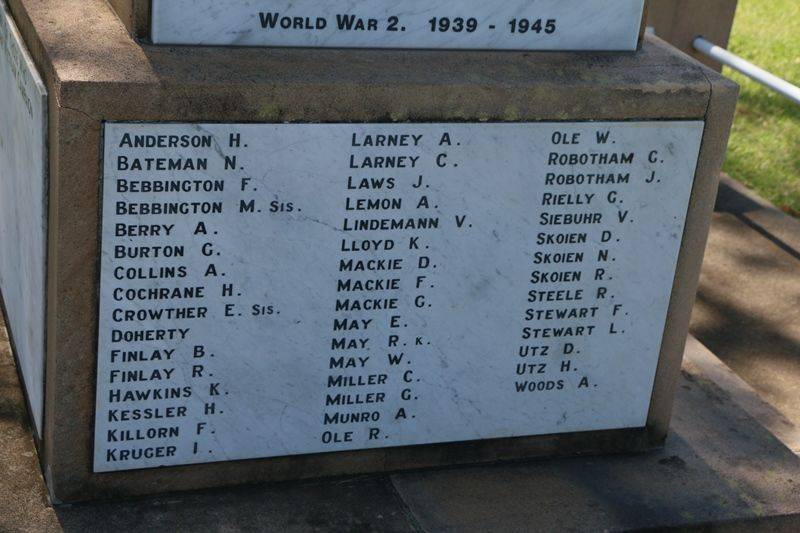 WORLD WAR 2. 1939 - 1945
ANDERSON H.
BATEMAN N.
BEBBINGTON F.
BEBBINGTON M. SIS.
BERRY A.
BURTON G.
COLLINS A.
COCHRANE H.
CROWTHER E. SIS.
DOHERTY
FINLAY B.
FINLAY R.
HAWKINS K.
KESSLER H.
KILLORN F.
KRUGER I.
LARNEY A.
LARNEY C.
LAWS J.
LEMON A.
LINDEMANN V.
LLOYD K.
MACKIE D.
MACKIE F.
MACKIE G.
MAY E.
MAY R.K.
MAY W.
MILLER C.
MILLER G.
MUNRO A.
OLE R.
OLE W.
ROBOTHAM G.
ROBOTHAM J.
RIELLY G.
SIEBUHR V.
SKOIEN D.
SKOIEN N.
SKOIEN R.
STEELE R.
STEWART F.
STEWART L.
UTZ D.
UTZ H.
WOODS A.